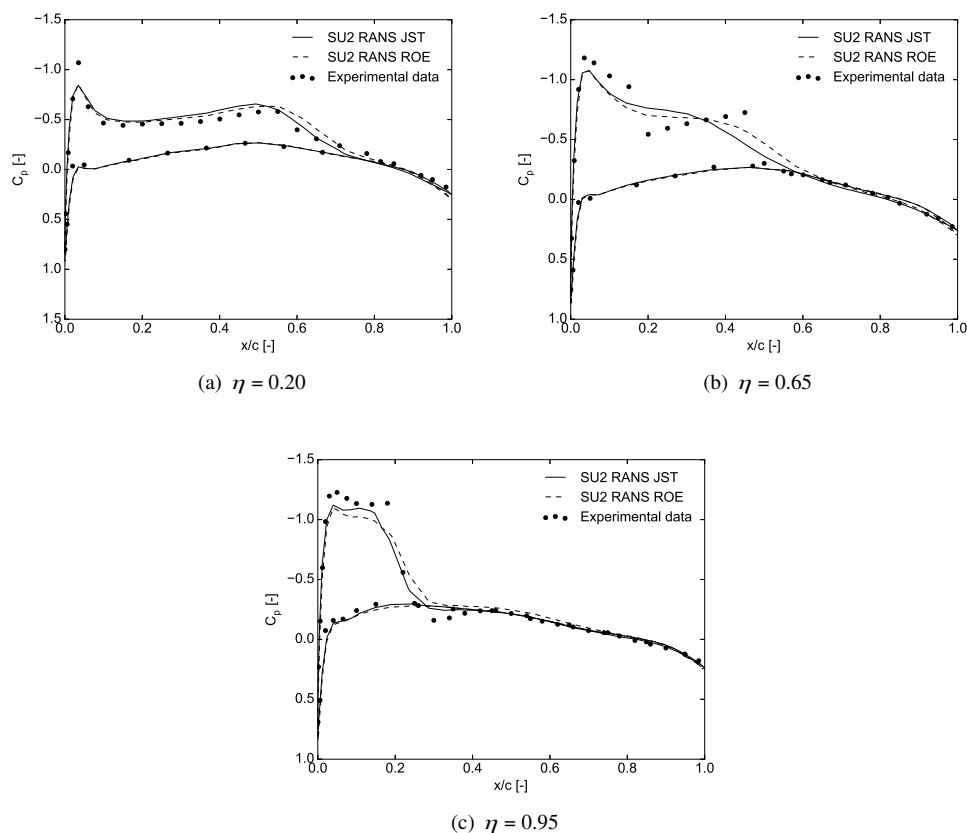 −1.5
−1.0
−0.5
0.0
0.5
1.0
1.5
Cp [-]
SU2 RANS JST
SU2 RANS ROE
Experimental data
0.0 0.2 0.4 0.6 0.8 1.0
x/c [-]
(a) η = 0.20
−1.5
−1.0
−0.5
0.0
0.5
1.0
Cp [-]
SU2 RANS JST
SU2 RANS ROE
Experimental data
0.0 0.2 0.4 0.6 0.8 1.0
x/c [-]
(b) η = 0.65
−1.5
−1.0
−0.5
0.0
0.5
1.0
Cp [-]
SU2 RANS JST
SU2 RANS ROE
Experimental data
0.0 0.2 0.4 0.6 0.8 1.0
x/c [-]
(c) η = 0.95